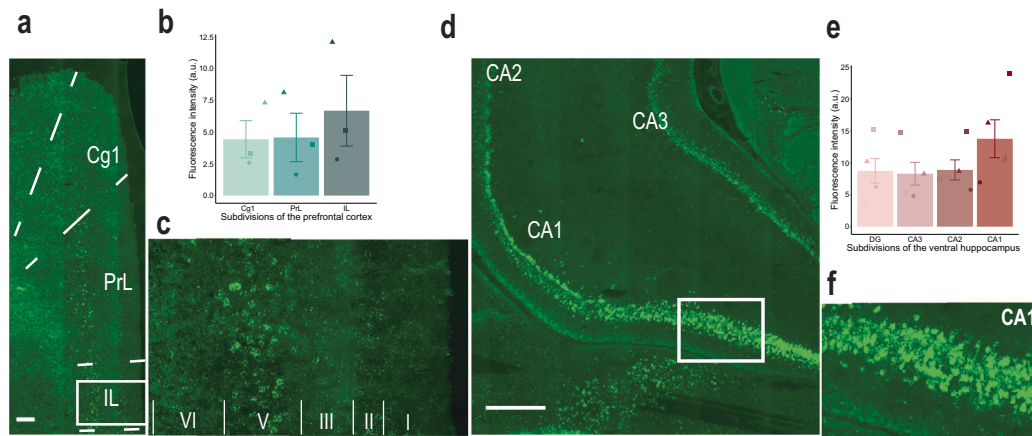 a
Cg1
PrL
IL
b
Fluorescence intensity (a.u.)
12.5
10.0
7.5
5.0
2.5
0.0
Cg1 PrL IL
Subdivisions of the prefrontal cortex
c
VI V III II I
d
CA2
CA3
CA1
e
Fluorescence intensity (a.u.)
25
20
15
10
5
0
DG CA3 CA2 CA1
Subdivisions of the ventral huppocampus
f
CA1